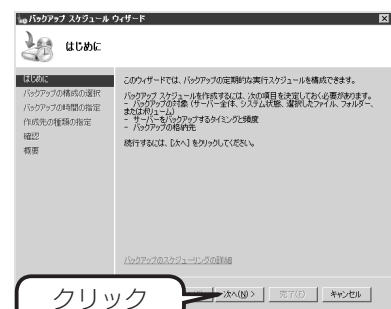 バックアップ スケジュール ウィザード
はじめに
はじめに
バックアップの構成の選択
バックアップの時間の指定
作成先の種類の指定
確認
概要
このウィザードでは、バックアップの定期的な実行スケジュールを構成できます。
バックアップ スケジュールを作成するには、次の項目を決定しておく必要があります。
- バックアップの対象 (サーバー全体、システム状態、選択したファイル、フォルダー、
またはボリューム)
- サーバーをバックアップするタイミングと頻度
- バックアップの格納先
続行するには、[次へ] をクリックしてください。
バックアップのスケジューリングの詳細
次へ(N) >
完了(F)
キャンセル
クリック